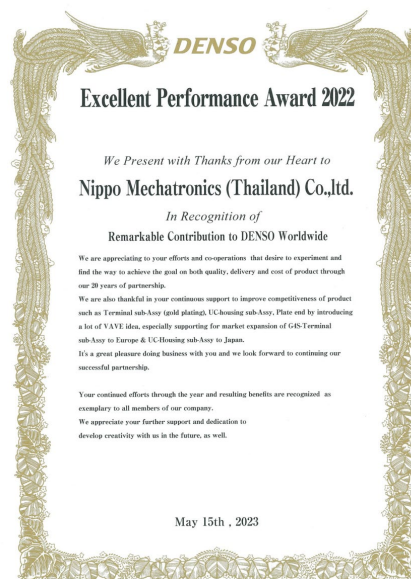 DENSO
Excellent Performance Award 2022
We Present with Thanks from our Heart to
Nippo Mechatronics (Thailand) Co.,ltd.
In Recognition of
Remarkable Contribution to DENSO Worldwide
We are appreciating to your efforts and co-operations that desire to experiment and
find the way to achieve the goal on both quality, delivery and cost of product through
our 20 years of partnership.
We are also thankful in your continuous support to improve competitiveness of product
such as Terminal sub-Assy (gold plating), UC-housing sub-Assy, Plate end by introducing
a lot of VAVE idea, especially supporting for market expansion of G4S-Terminal
sub-Assy to Europe & UC-Housing sub-Assy to Japan.
It's a great pleasure doing business with you and we look forward to continuing our
successful partnership.
Your continued efforts through the year and resulting benefits are recognized as
exemplary to all members of our company.
We appreciate your further support and dedication to
develop creativity with us in the future, as well.
May 15th , 2023